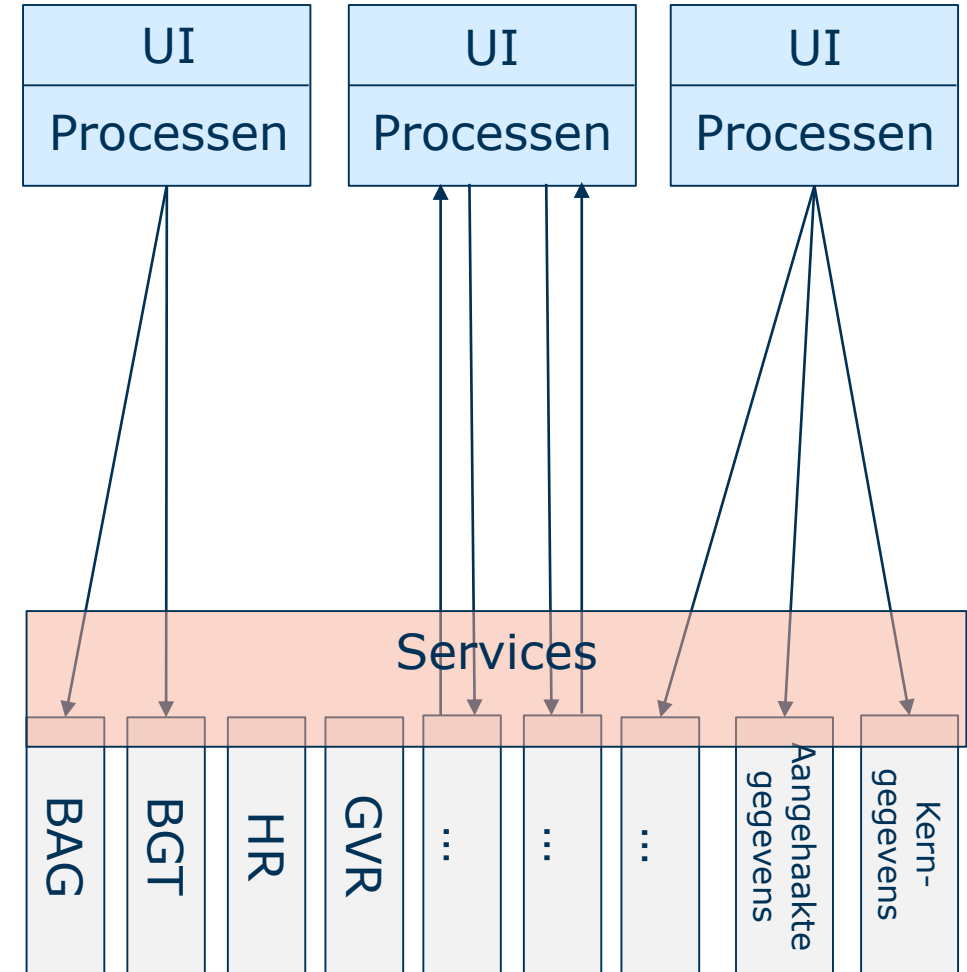 UI
UI
UI
Processen
Processen
Processen
Services
BAG
BGT
HR
GVR
...
...
...
Aangehaakte
gegevens
Kern-
gegevens